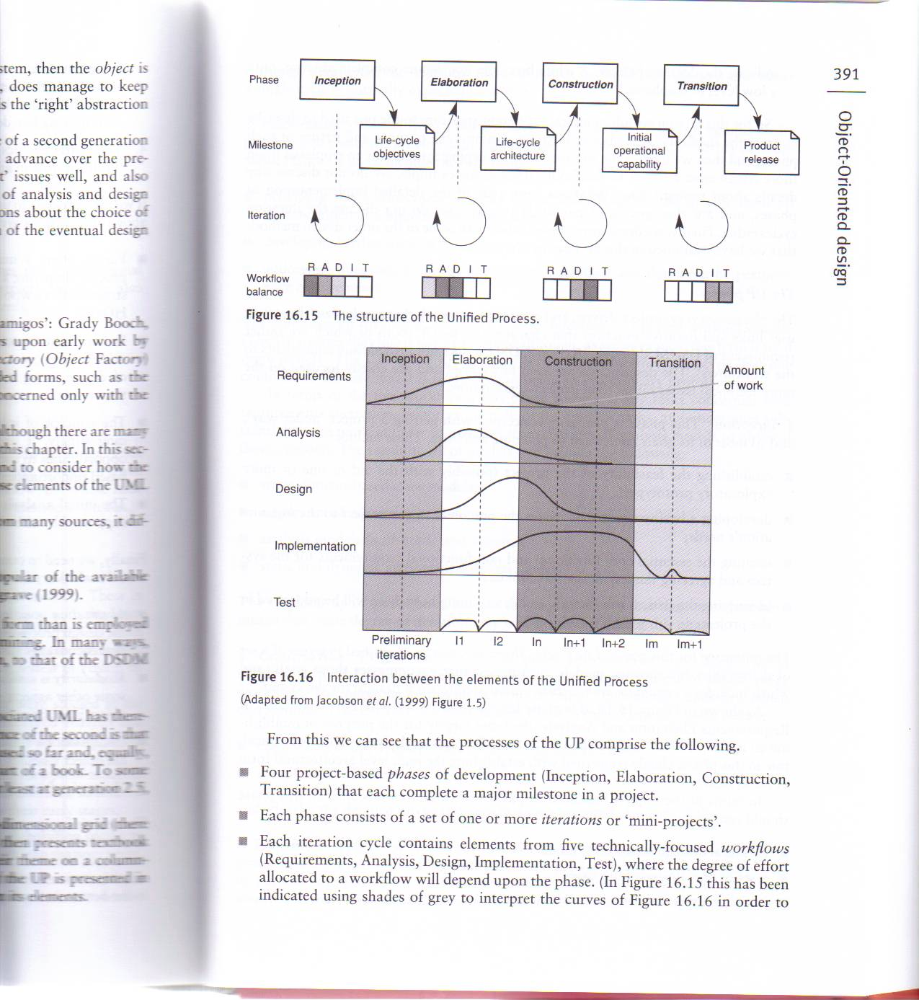 stem, then the object is
, does manage to keep
s the ‘right’ abstraction
of a second generation
advance over the pre-
t’ issues well, and also
of analysis and design
ons about the choice of
of the eventual design
amigos’: Grady Booch,
s upon early work by
ctory (Object Factory)
ed forms, such as the
oncerned only with the
lthough there are many
this chapter. In this sec-
nd to consider how the
se elements of the UML
om many sources, it dif-
pular of the available
grave (1999).
form than is employed
mining. In many ways,
n, to that of the DSDM
ociated UML has there-
nce of the second is that
used so far and, equally,
part of a book. To some
least at generation 2.5.
dimensional grid (there
then presents textbook
er theme on a column-
the UP is presented in
its elements.
391
Object-Oriented design
Phase Inception Elaboration Construction Transition
Milestone Life-cycle objectives Life-cycle architecture Initial operational capability Product release
Iteration
R A D I T R A D I T R A D I T R A D I T
Workflow
balance
Figure 16.15 The structure of the Unified Process.
Inception Elaboration Construction Transition
Requirements
Amount
of work
Analysis
Design
Implementation
Test
Preliminary I1 I2 In In+1 In+2 Im Im+1
iterations
Figure 16.16 Interaction between the elements of the Unified Process
(Adapted from Jacobson et al. (1999) Figure 1.5)
From this we can see that the processes of the UP comprise the following.
Four project-based phases of development (Inception, Elaboration, Construction,
Transition) that each complete a major milestone in a project.
Each phase consists of a set of one or more iterations or ‘mini-projects’.
Each iteration cycle contains elements from five technically-focused workflows
(Requirements, Analysis, Design, Implementation, Test), where the degree of effort
allocated to a workflow will depend upon the phase. (In Figure 16.15 this has been
indicated using shades of grey to interpret the curves of Figure 16.16 in order to